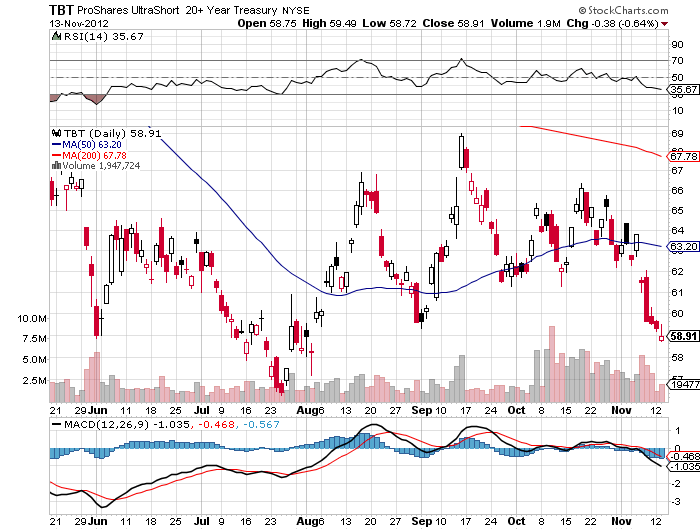 TBT ProShares UltraShort 20+ Year Treasury NYSE © StockCharts.com
13-Nov-2012 Open 58.75 High 59.49 Low 58.72 Close 58.91 Volume 1.9M Chg -0.38 (-0.64%)
RSI(14) 35.67
90
70
50
35.67
30
10
TBT (Daily) 58.91
MA(50) 63.20
MA(200) 67.78
Volume 1,947,724
69
68
67.78
67
66
65
64
63.20
63
62
61
60
58.91
58
57
10.0M
7.5M
5.0M
2.5M
19477
21 29 Jun 11 18 25 Jul 9 16 23 Aug 6 13 20 27 Sep 10 17 24 Oct 8 15 22 Nov 12
MACD(12,26,9) -1.035, -0.468, -0.567
1
0
-0.468
-1.035
-2
-3
21 29 Jun 11 18 25 Jul 9 16 23 Aug 6 13 20 27 Sep 10 17 24 Oct 8 15 22 Nov 12